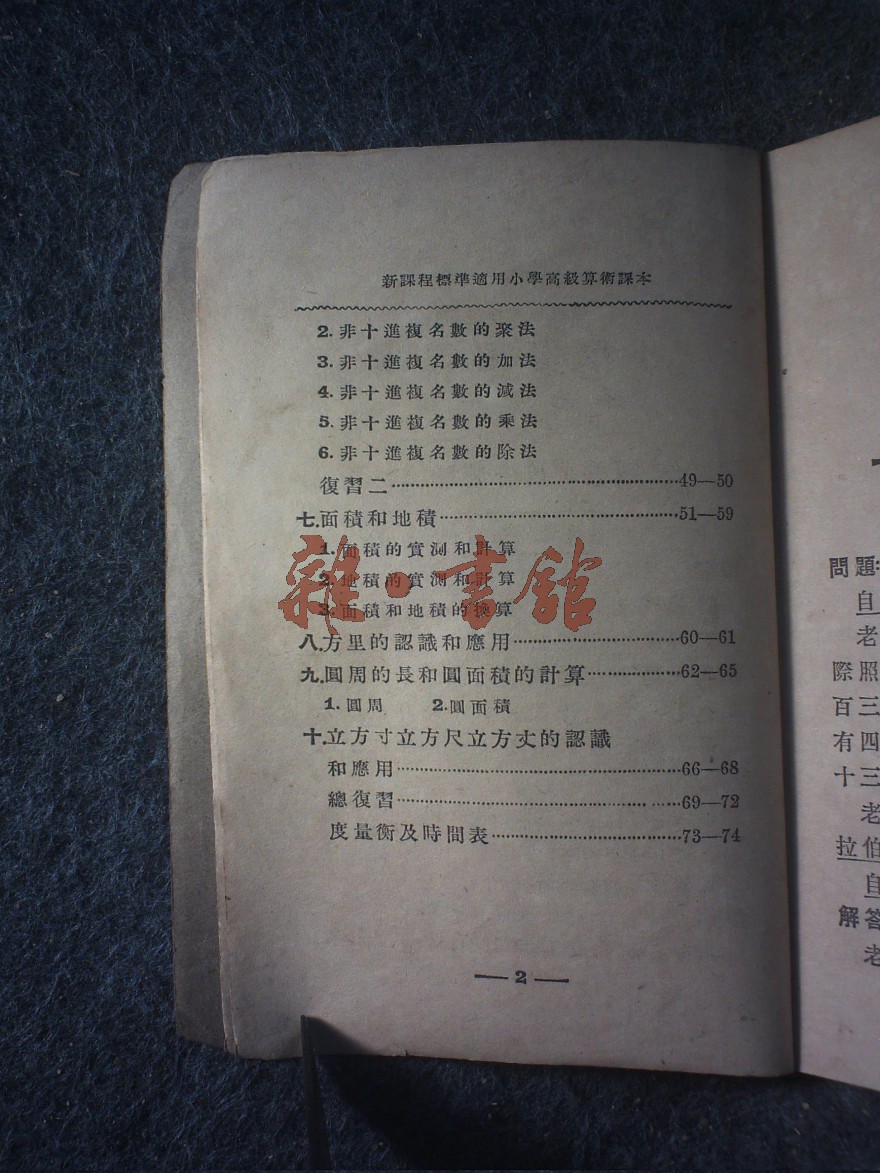 新課程標準適用小學高級算術課本
2. 非十進複名數的聚法
3. 非十進複名數的加法
4. 非十進複名數的減法
5. 非十進複名數的乘法
6. 非十進複名數的除法
復習二……49—50
七.面積和地積……51—59
1. 面積的實測和計算
2. 地積的實測和計算
3. 面積和地積的換算
雜·書館
八.方里的認識和應用……60—61
九.圓周的長和圓面積的計算……62—65
1. 圓周 2.圓面積
十.立方寸立方尺立方丈的認識
和應用……66—68
總復習……69—72
度量衡及時間表……73—74
— 2 —
問題:
自
老
際照
百三
有四
十三
老
拉伯
自
解答
老